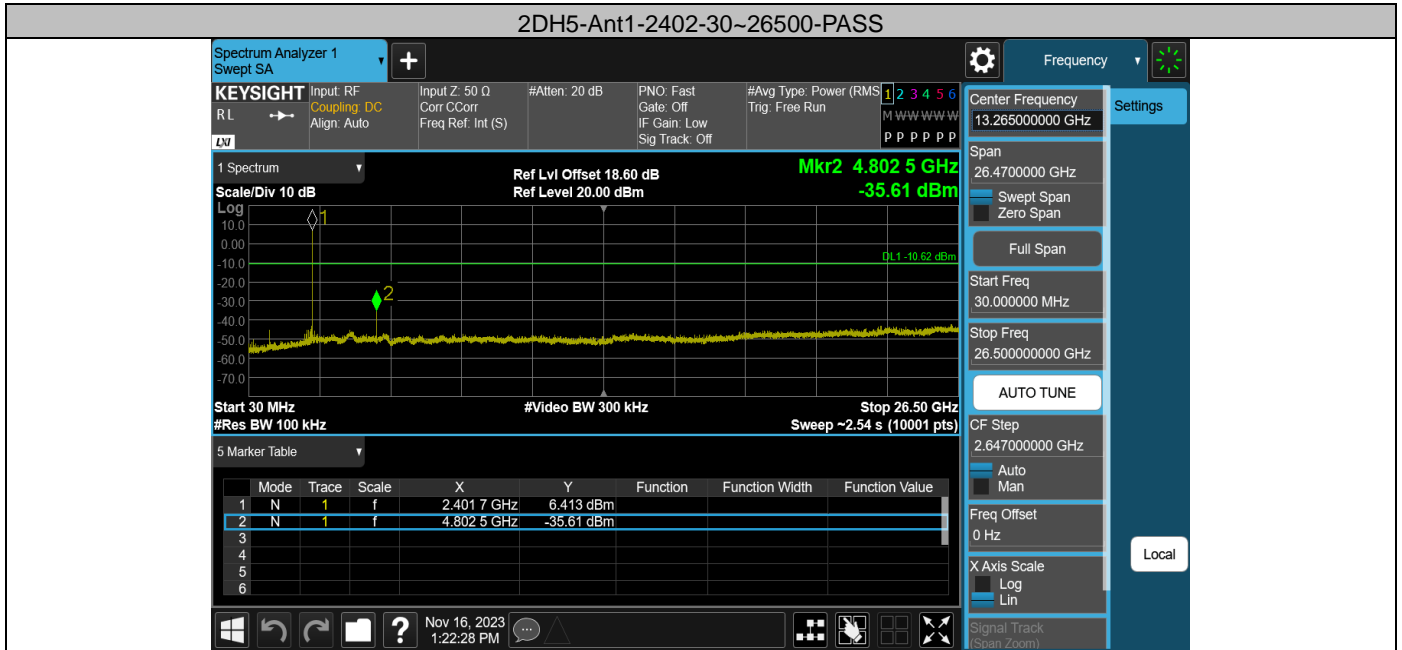 2DH5-Ant1-2402-30~26500-PASS
Spectrum Analyzer 1
Swept SA
Frequency
KEYSIGHT
R L
LXI
Input: RF
Coupling: DC
Align: Auto
Input Z: 50 Ω
Corr CCorr
Freq Ref: Int (S)
#Atten: 20 dB
PNO: Fast
Gate: Off
IF Gain: Low
Sig Track: Off
#Avg Type: Power (RMS
Trig: Free Run
1 2 3 4 5 6
M W W W W W
P P P P P P
1 Spectrum
Scale/Div 10 dB
Ref Lvl Offset 18.60 dB
Ref Level 20.00 dBm
Mkr2 4.802 5 GHz
-35.61 dBm
Log
10.0
0.00
-10.0
-20.0
-30.0
-40.0
-50.0
-60.0
-70.0
1
2
DL1 -10.62 dBm
Start 30 MHz
#Res BW 100 kHz
#Video BW 300 kHz
Stop 26.50 GHz
Sweep ~2.54 s (10001 pts)
5 Marker Table
Mode Trace Scale X Y Function Function Width Function Value
1 N 1 f 2.401 7 GHz 6.413 dBm
2 N 1 f 4.802 5 GHz -35.61 dBm
3
4
5
6
Nov 16, 2023
1:22:28 PM
Center Frequency
13.265000000 GHz
Span
26.4700000 GHz
Swept Span
Zero Span
Full Span
Start Freq
30.000000 MHz
Stop Freq
26.500000000 GHz
AUTO TUNE
CF Step
2.647000000 GHz
Auto
Man
Freq Offset
0 Hz
X Axis Scale
Log
Lin
Signal Track
(Span Zoom)
Settings
Local